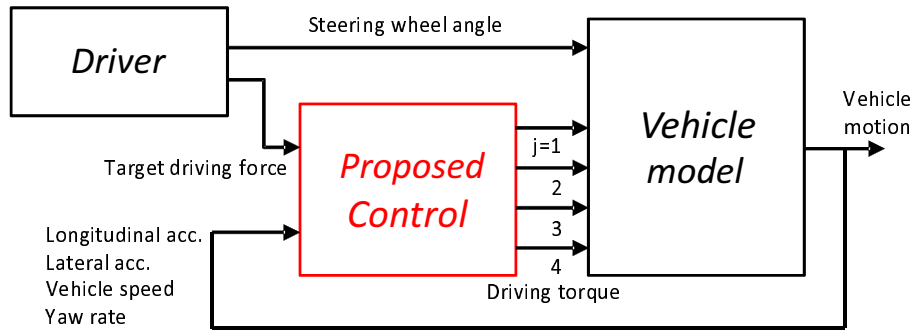 Steering wheel angle
Driver
Vehicle
motion
j=1
Vehicle
model
Target driving force
Proposed
Control
2
3
4
Longitudinal acc.
Lateral acc.
Vehicle speed
Yaw rate
Driving torque